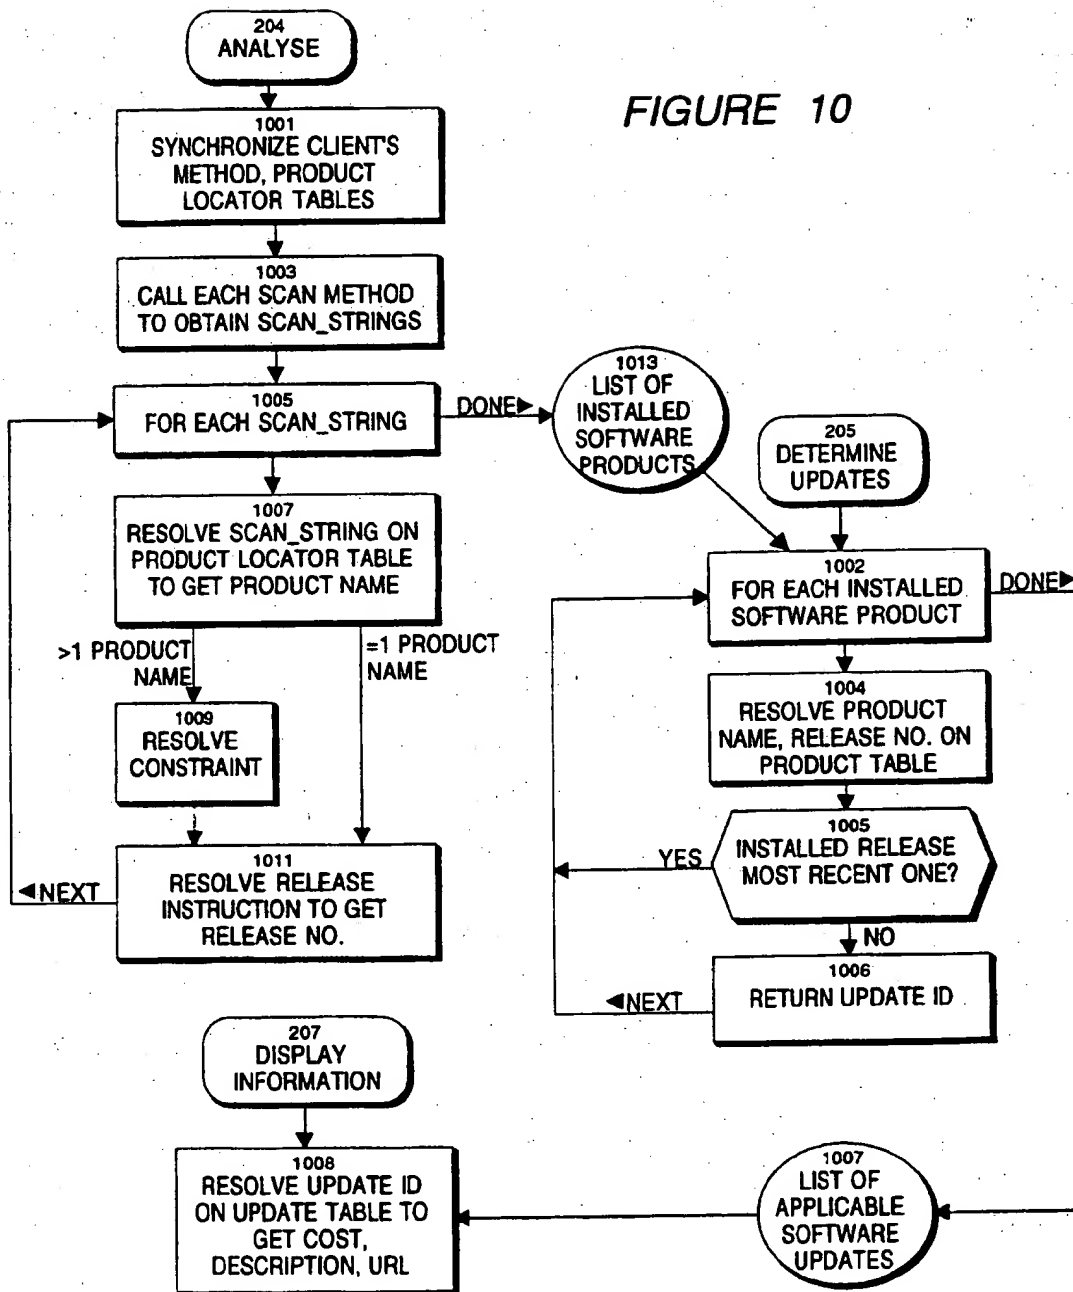 FIGURE 10
204
ANALYSE
1001
SYNCHRONIZE CLIENT'S
METHOD, PRODUCT
LOCATOR TABLES
1003
CALL EACH SCAN METHOD
TO OBTAIN SCAN_STRINGS
1005
FOR EACH SCAN_STRING
DONE
1007
RESOLVE SCAN_STRING ON
PRODUCT LOCATOR TABLE
TO GET PRODUCT NAME
>1 PRODUCT
NAME
=1 PRODUCT
NAME
1009
RESOLVE
CONSTRAINT
1011
RESOLVE RELEASE
INSTRUCTION TO GET
RELEASE NO.
NEXT
1013
LIST OF
INSTALLED
SOFTWARE
PRODUCTS
205
DETERMINE
UPDATES
1002
FOR EACH INSTALLED
SOFTWARE PRODUCT
DONE
1004
RESOLVE PRODUCT
NAME, RELEASE NO. ON
PRODUCT TABLE
1005
INSTALLED RELEASE
MOST RECENT ONE?
YES
NO
1006
RETURN UPDATE ID
NEXT
207
DISPLAY
INFORMATION
1008
RESOLVE UPDATE ID
ON UPDATE TABLE TO
GET COST,
DESCRIPTION, URL
1007
LIST OF
APPLICABLE
SOFTWARE
UPDATES